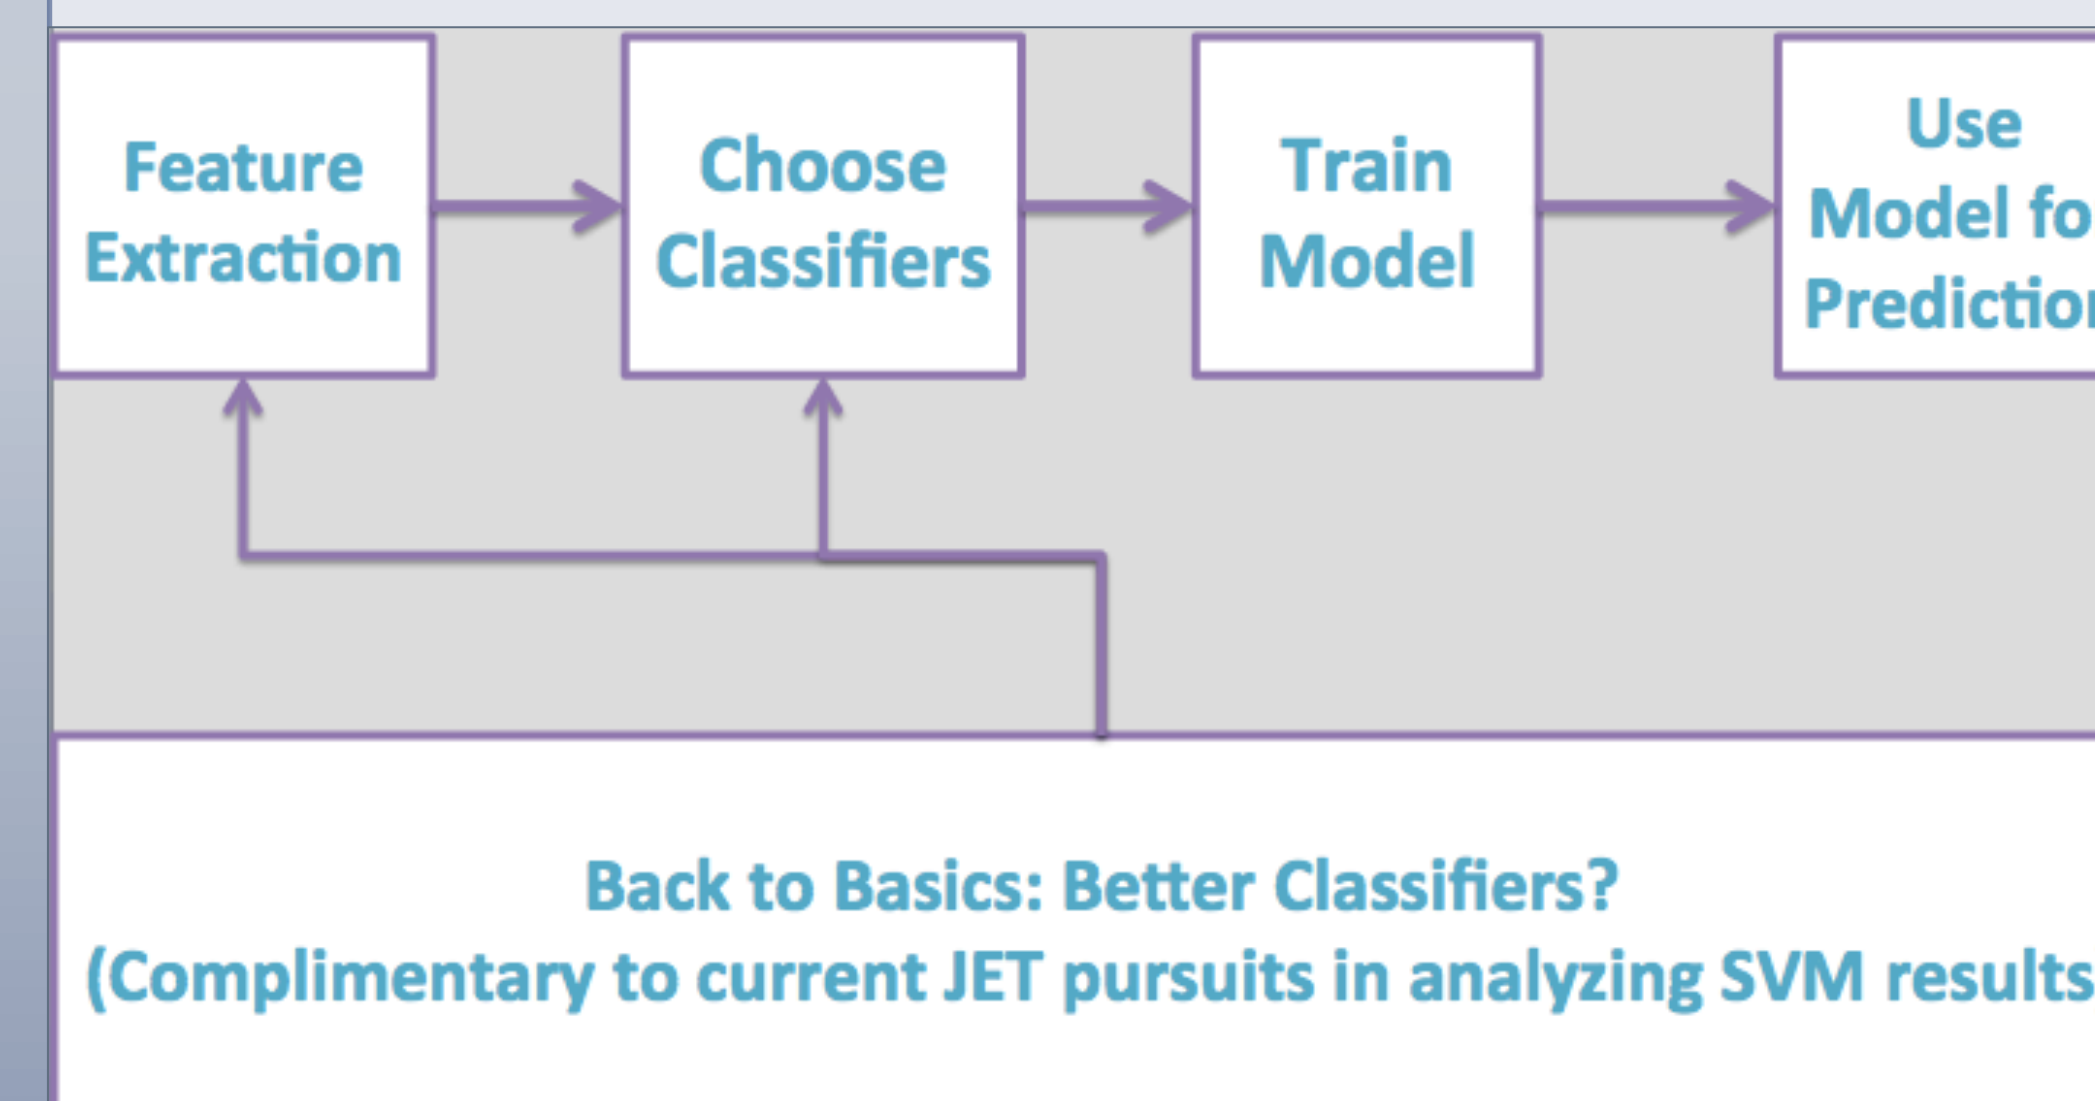 Feature
Extraction
Choose
Classifiers
Train
Model
Use
Model fo
Prediction
Back to Basics: Better Classifiers?
(Complimentary to current JET pursuits in analyzing SVM results